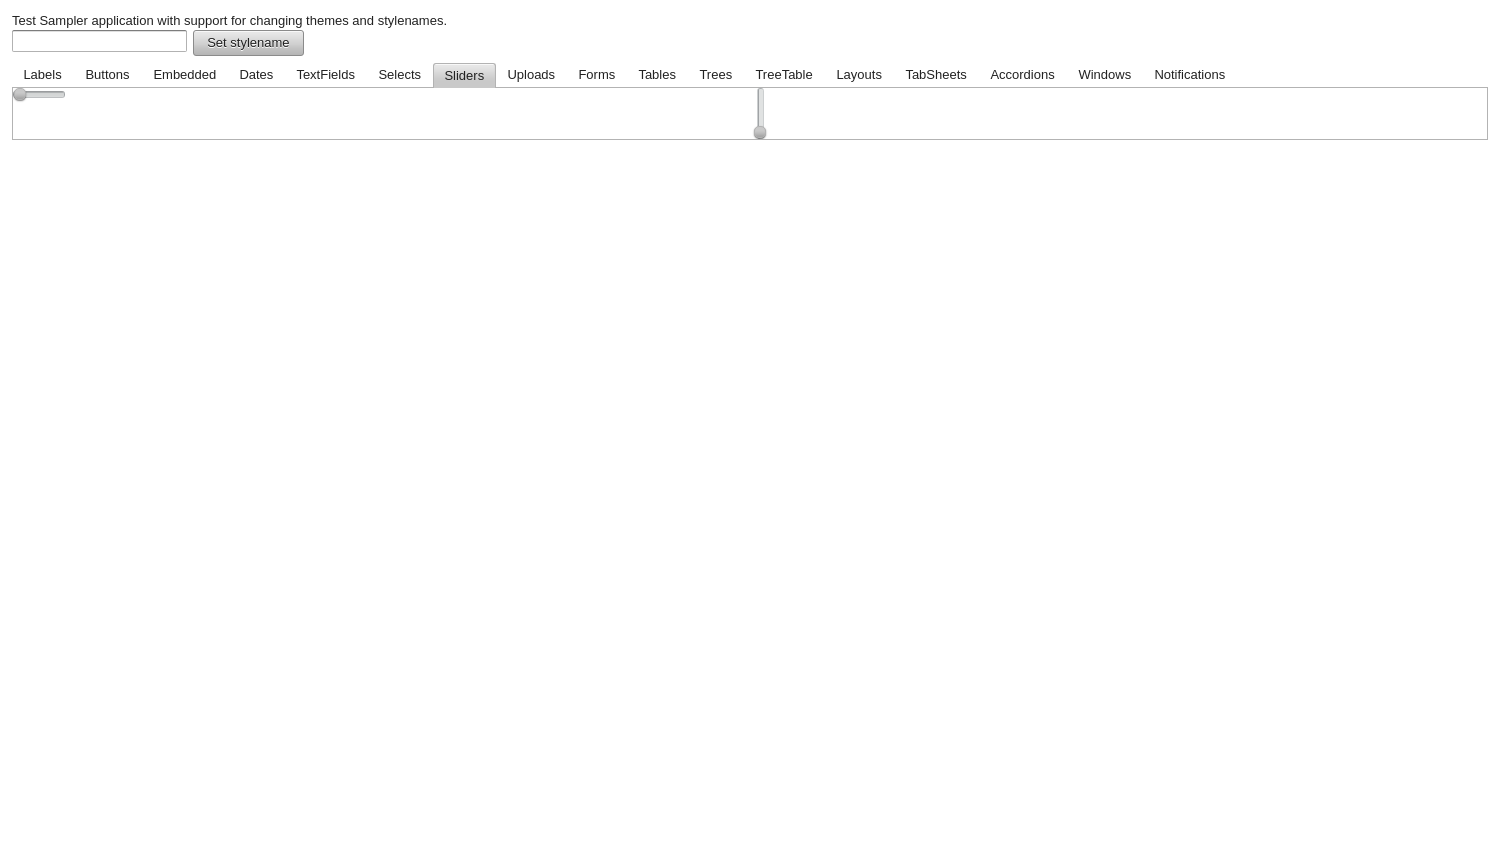 Test Sampler application with support for changing themes and stylenames.
Set stylename
Labels Buttons Embedded Dates TextFields Selects Sliders Uploads Forms Tables Trees TreeTable Layouts TabSheets Accordions Windows Notifications